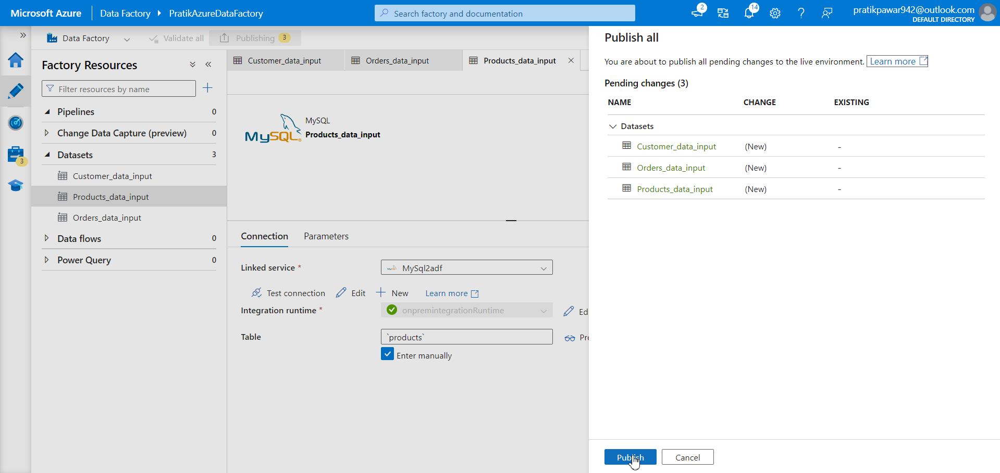 Microsoft Azure
Data Factory
PratikAzureDataFactory
Search factory and documentation
2
14
pratikpawar942@outlook.com
DEFAULT DIRECTORY
Data Factory
Validate all
Publishing
3
Factory Resources
Filter resources by name
Pipelines 0
Change Data Capture (preview) 0
Datasets 3
3
Customer_data_input
Products_data_input
Orders_data_input
Data flows 0
Power Query 0
Customer_data_input
Orders_data_input
Products_data_input
MySQL
MySQL
Products_data_input
Connection
Parameters
Linked service *
MySQL
MySql2adf
Test connection
Edit
New
Learn more
Integration runtime *
onpremintegrationRuntime
Ed
Table
`products`
Pre
Enter manually
Publish all
You are about to publish all pending changes to the live environment. Learn more
Pending changes (3)
NAME CHANGE EXISTING
Datasets
Customer_data_input (New) -
Orders_data_input (New) -
Products_data_input (New) -
Publish
Cancel